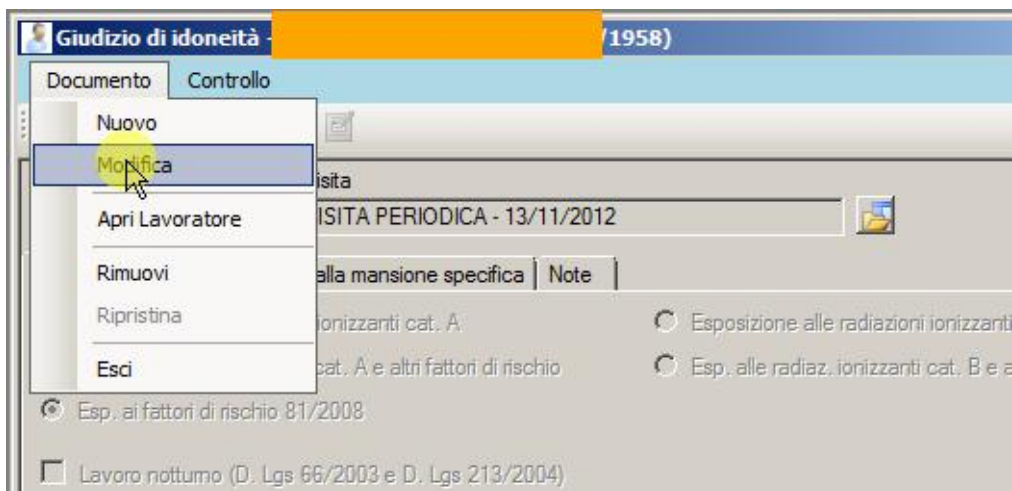 Giudizio di idoneità - /1958)
Documento Controllo
Nuovo
Modifica
isita
Apri Lavoratore ISITA PERIODICA - 13/11/2012
Rimuovi alla mansione specifica Note
Ripristina ionizzanti cat. A Esposizione alle radiazioni ionizzanti
Esci cat. A e altri fattori di rischio Esp. alle radiaz. ionizzanti cat. B e a
Esp. ai fattori di rischio 81/2008
Lavoro notturno (D. Lgs 66/2003 e D. Lgs 213/2004)